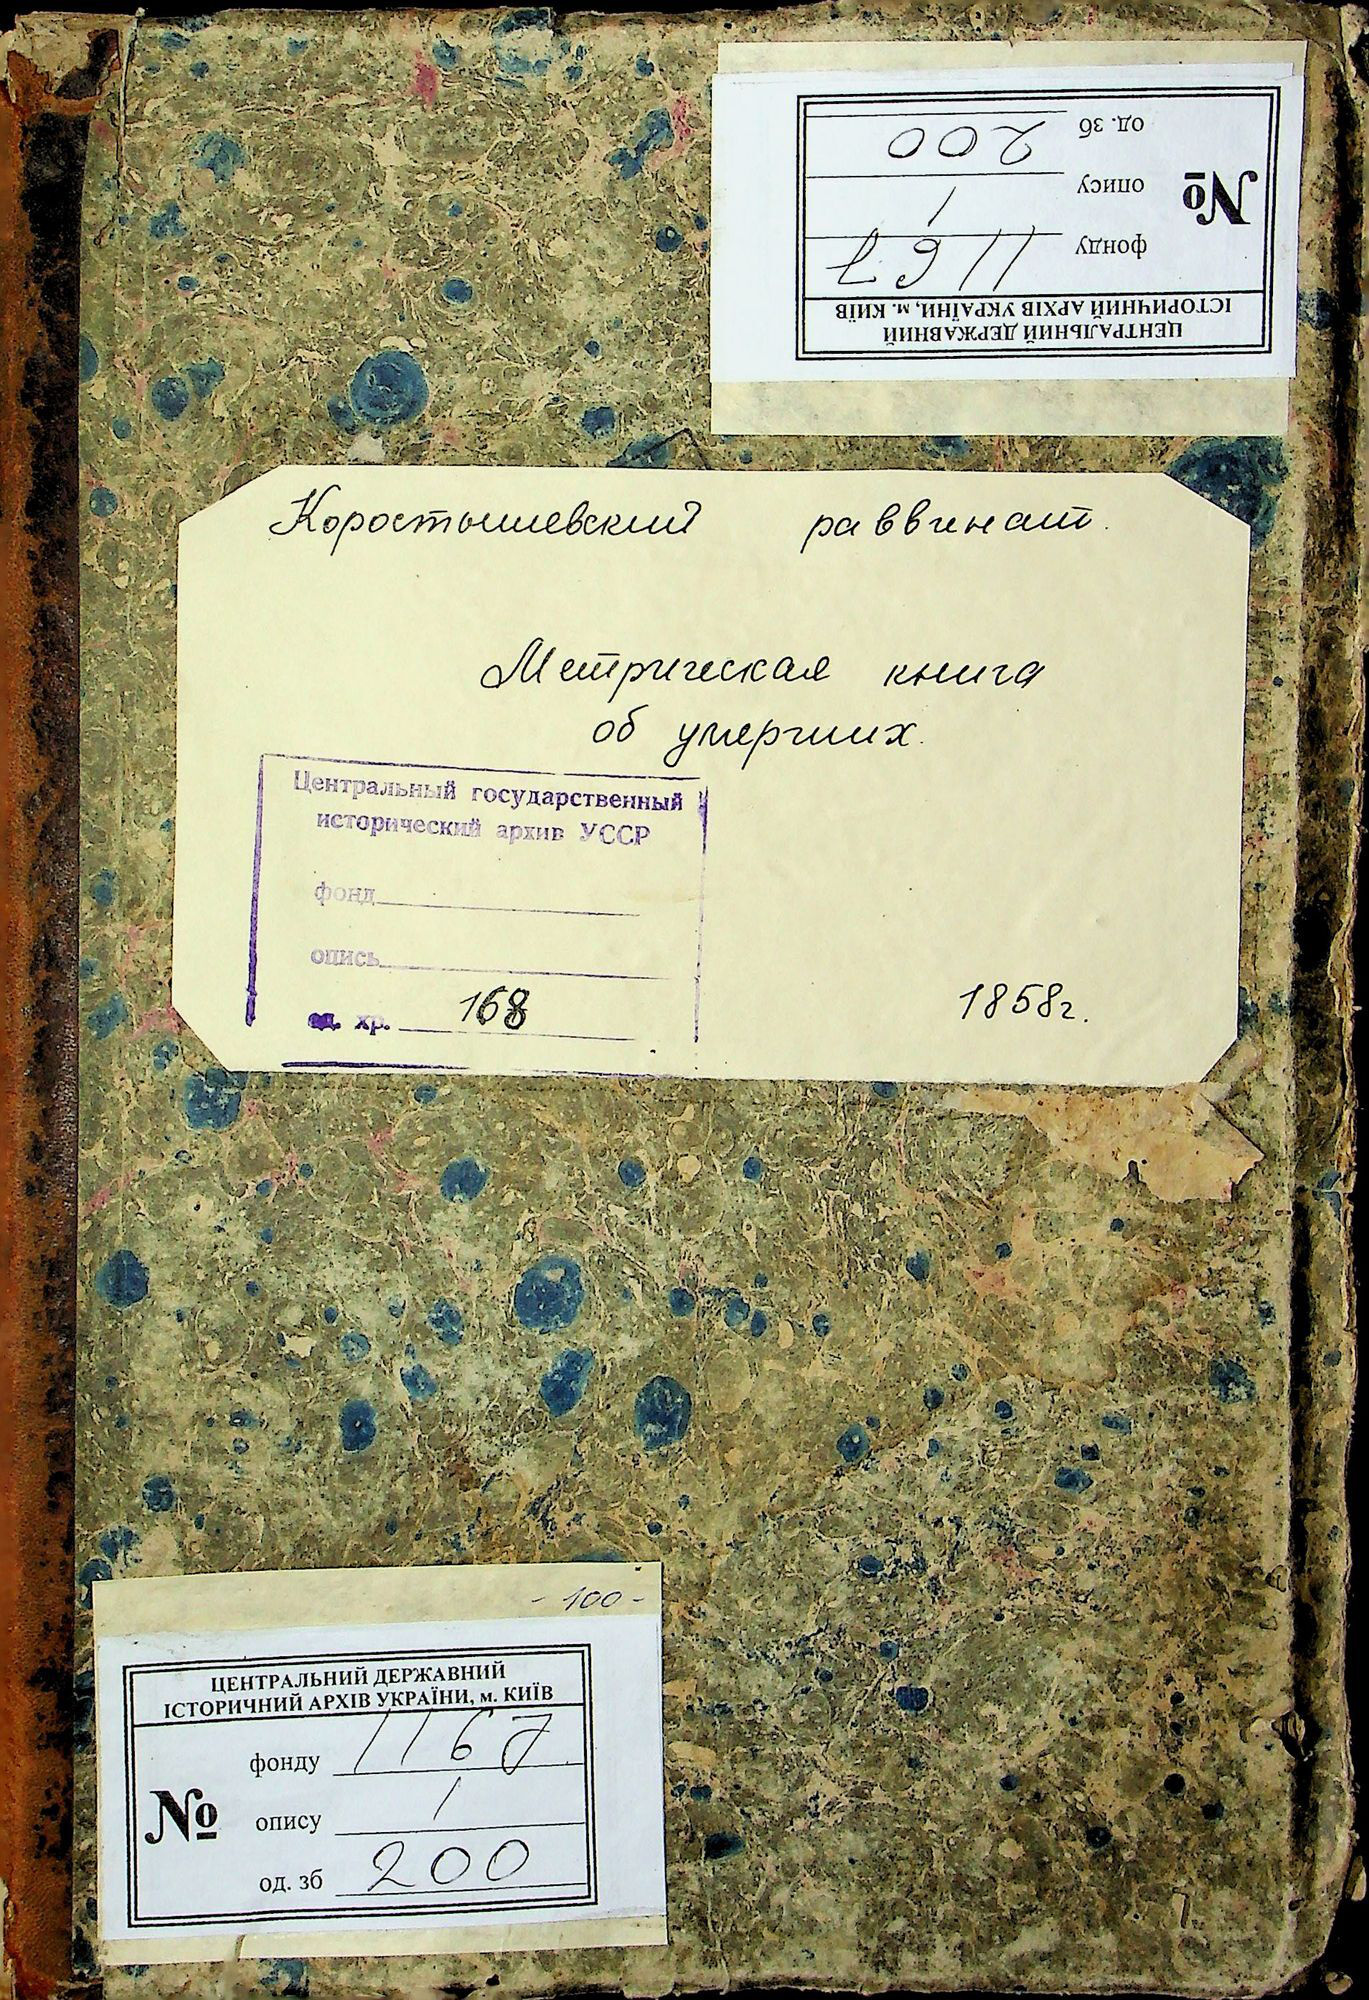 ЦЕНТРАЛЬНИЙ ДЕРЖАВНИЙ
ІСТОРИЧНИЙ АРХІВ УКРАЇНИ, м. КИЇВ
фонду 1167
№ опису 1
од. зб 200
Коростышевский раввинат.
Метрическая книга
об умерших.
Центральный государственный
исторический архив УССР
фонд
опись
ед. хр. 168
1858г.
- 100 -
ЦЕНТРАЛЬНИЙ ДЕРЖАВНИЙ
ІСТОРИЧНИЙ АРХІВ УКРАЇНИ, м. КИЇВ
фонду 1167
№ опису 1
од. зб 200